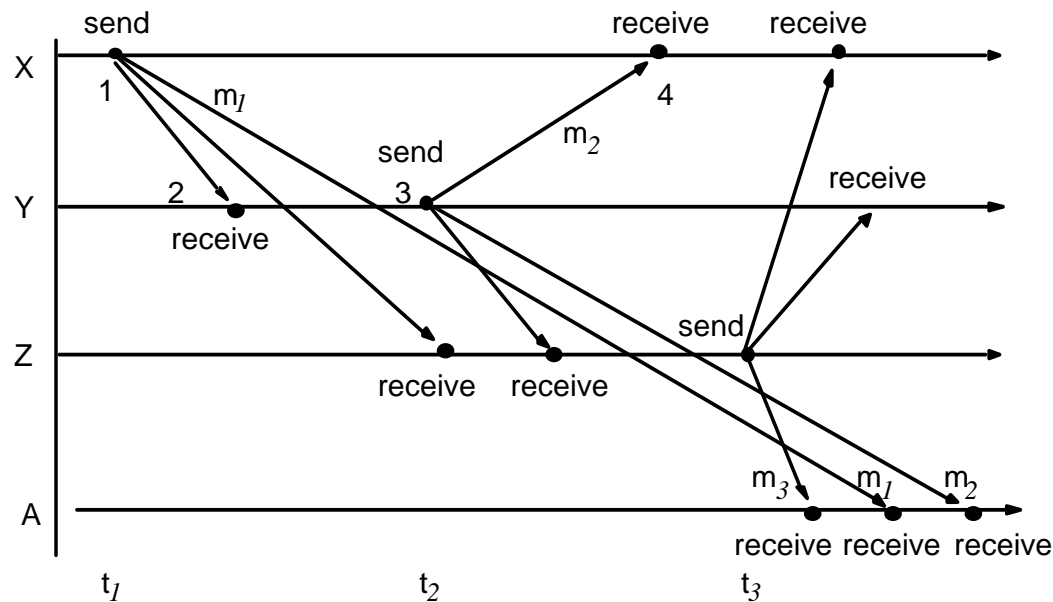 send
receive
receive
X
1
m1
4
m2
send
receive
2
3
Y
receive
send
Z
receive
receive
m3
m1
m2
A
receive
receive
receive
t1
t2
t3